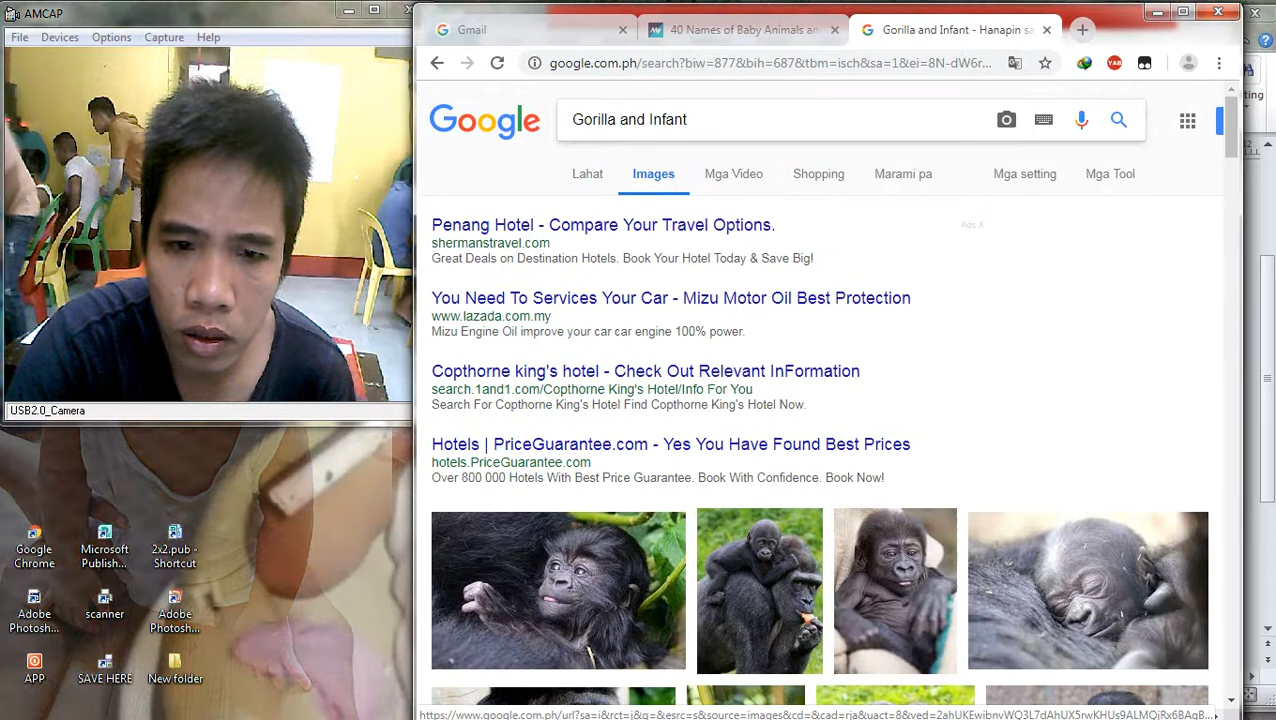 AMCAP
File Devices Options Capture Help
USB2.0_Camera
Google Chrome
Microsoft Publish...
2x2.pub - Shortcut
Adobe Photosh...
scanner
Adobe Photosh...
APP
SAVE HERE
New folder
Gmail
40 Names of Baby Animals
Gorilla and Infant - Hanapin sa
google.com.ph/search?biw=877&bih=687&tbm=isch&sa=1&ei=8N-dW6r...
Google
Gorilla and Infant
Lahat Images Mga Video Shopping Marami pa Mga setting Mga Tool
Ads X
Penang Hotel - Compare Your Travel Options.
shermanstravel.com
Great Deals on Destination Hotels. Book Your Hotel Today & Save Big!
You Need To Services Your Car - Mizu Motor Oil Best Protection
www.lazada.com.my
Mizu Engine Oil improve your car car engine 100% power.
Copthorne king's hotel - Check Out Relevant InFormation
search.1and1.com/Copthorne King's Hotel/Info For You
Search For Copthorne King's Hotel Find Copthorne King's Hotel Now.
Hotels | PriceGuarantee.com - Yes You Have Found Best Prices
hotels.PriceGuarantee.com
Over 800 000 Hotels With Best Price Guarantee. Book With Confidence. Book Now!